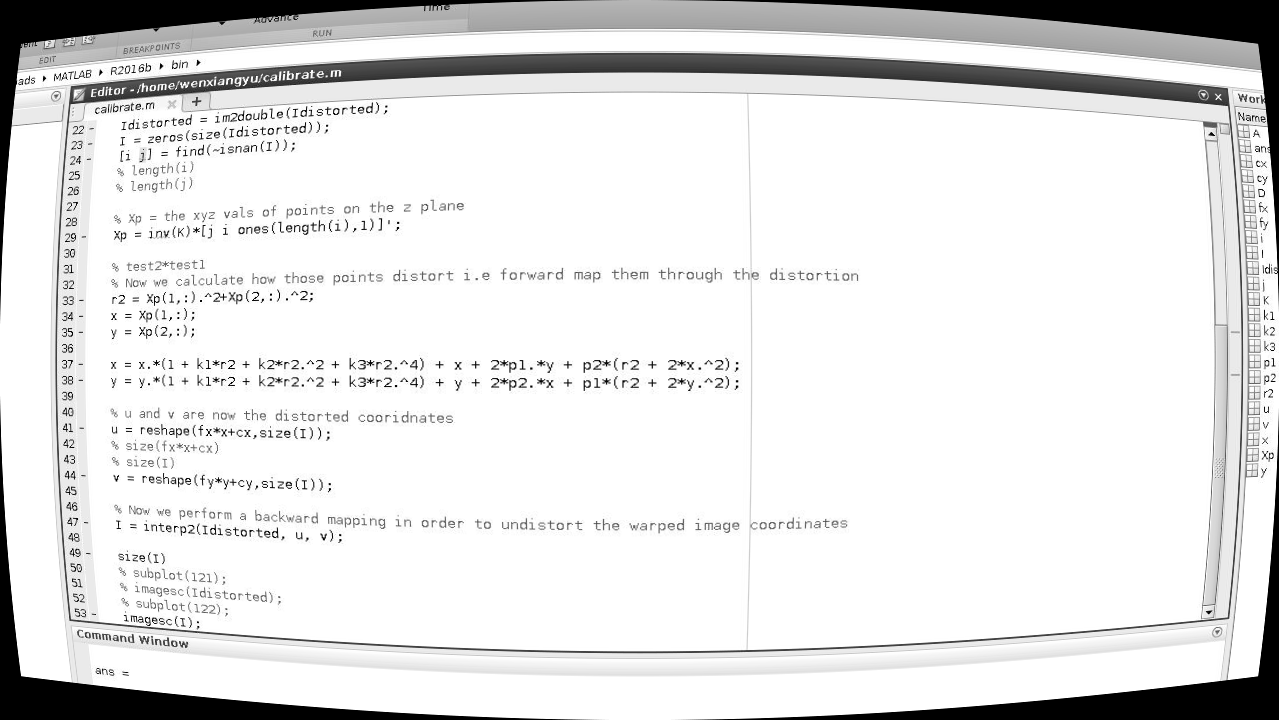 Advance
Time
EDIT
BREAKPOINTS
RUN
ads ▸ MATLAB ▸ R2016b ▸ bin ▸
Editor - /home/wenxiangyu/calibrate.m
calibrate.m × +
22 - Idistorted = im2double(Idistorted);
23 - I = zeros(size(Idistorted));
24 - [i j] = find(~isnan(I));
25 % length(i)
26 % length(j)
27
28 % Xp = the xyz vals of points on the z plane
29 - Xp = inv(K)*[j i ones(length(i),1)]';
30
31 % test2*test1
32 % Now we calculate how those points distort i.e forward map them through the distortion
33 - r2 = Xp(1,:).^2+Xp(2,:).^2;
34 - x = Xp(1,:);
35 - y = Xp(2,:);
36
37 - x = x.*(1 + k1*r2 + k2*r2.^2 + k3*r2.^4) + x + 2*p1.*y + p2*(r2 + 2*x.^2);
38 - y = y.*(1 + k1*r2 + k2*r2.^2 + k3*r2.^4) + y + 2*p2.*x + p1*(r2 + 2*y.^2);
39
40 % u and v are now the distorted cooridnates
41 - u = reshape(fx*x+cx,size(I));
42 % size(fx*x+cx)
43 % size(I)
44 - v = reshape(fy*y+cy,size(I));
45
46 % Now we perform a backward mapping in order to undistort the warped image coordinates
47 - I = interp2(Idistorted, u, v);
48
49 - size(I)
50 % subplot(121);
51 % imagesc(Idistorted);
52 % subplot(122);
53 - imagesc(I);
Command Window
ans =
Work
Name
A
ans
cx
cy
D
fx
fy
i
I
Idis
j
K
k1
k2
k3
p1
p2
r2
u
v
x
Xp
y